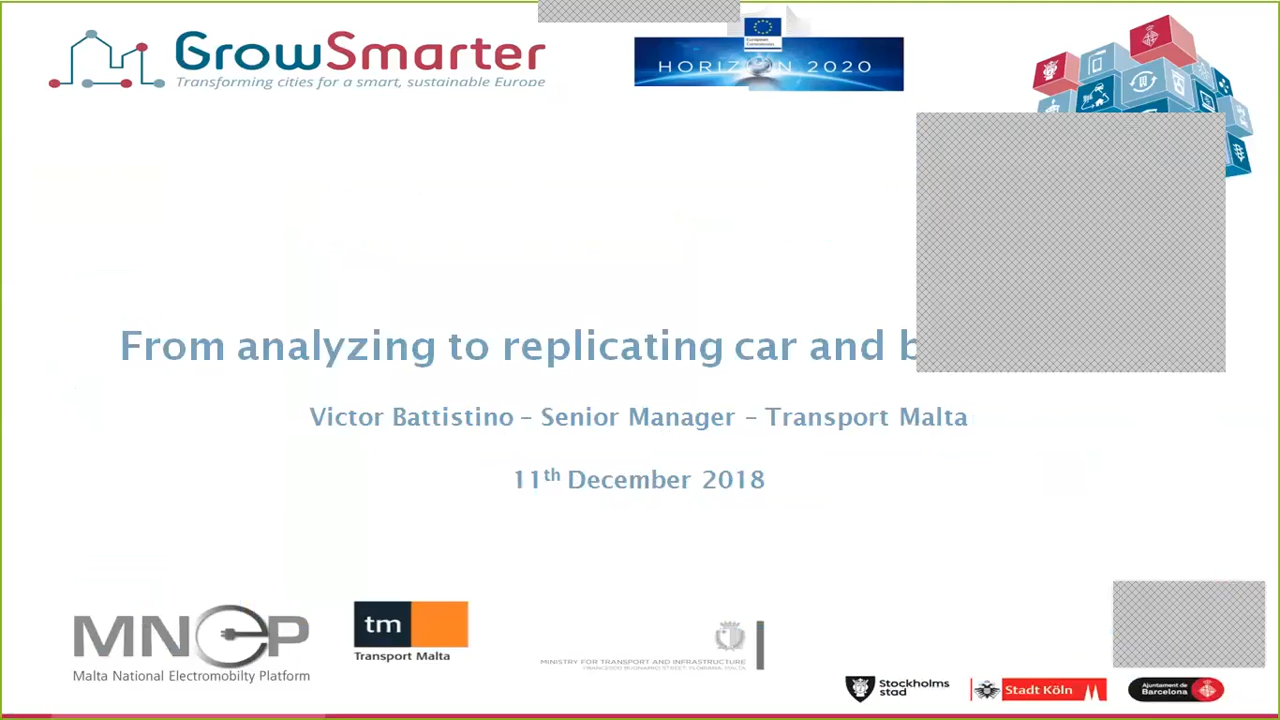 GrowSmarter
Transforming cities for a smart, sustainable Europe
European
Commission
HORIZON 2020
From analyzing to replicating car and
Victor Battistino – Senior Manager – Transport Malta
11th December 2018
MNEP
Malta National Electromobilty Platform
tm
Transport Malta
MINISTRY FOR TRANSPORT AND INFRASTRUCTURE
Stockholms
stad
Stadt Köln
Ajuntament de
Barcelona